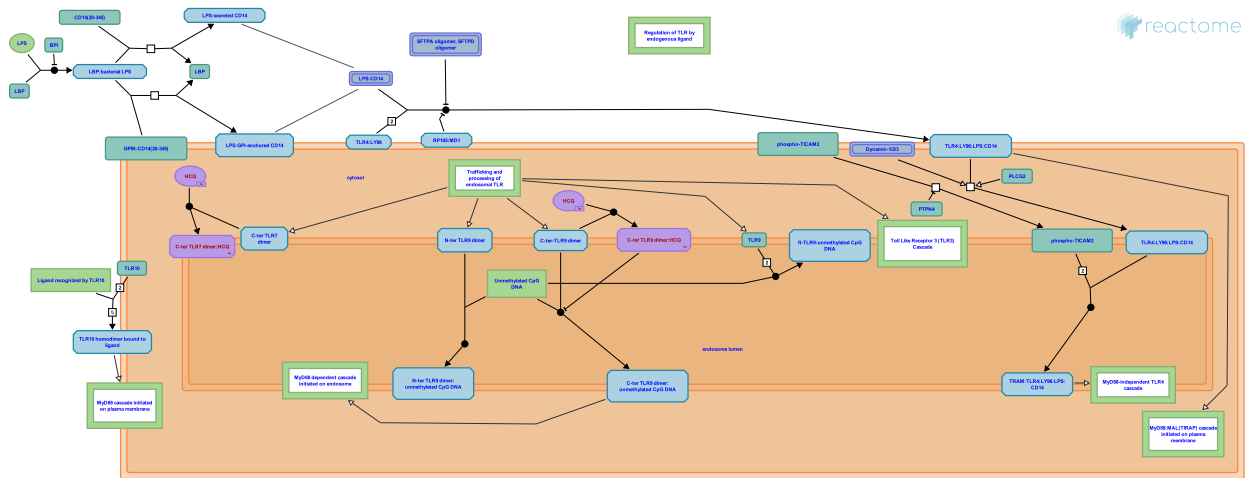 CD14(20-345)
LPS:secreted CD14
Regulation of TLR by
endogenous ligand
reactome
LPS
BPI
SFTPA oligomer, SFTPD
oligomer
LBP:bacterial LPS
LBP
LPS:CD14
LBP
2
GPIN-CD14(20-345)
LPS:GPI-anchored CD14
TLR4:LY96
RP105:MD1
phospho-TICAM2
Dynamin-1/2/3
TLR4:LY96:LPS:CD14
HCQ
cytosol
Trafficking and
processing of
endosomal TLR
PLCG2
HCQ
PTPN4
C-ter TLR7 dimer:HCQ
C-ter TLR7
dimer
N-ter TLR9 dimer
C-ter TLR9 dimer
C-ter TLR9 dimer:HCQ
TLR9
fl-TLR9:unmethylated CpG
DNA
Toll Like Receptor 3 (TLR3)
Cascade
phospho-TICAM2
TLR4:LY96:LPS:CD14
TLR10
2
2
Ligand recognized by TLR10
2
Unmethylated CpG
DNA
TLR10 homodimer bound to
ligand
endosome lumen
MyD88 dependent cascade
initiated on endosome
N-ter TLR9 dimer:
unmethylated CpG DNA
C-ter TLR9 dimer:
unmethylated CpG DNA
TRAM:TLR4:LY96:LPS:
CD14
MyD88-independent TLR4
cascade
MyD88 cascade initiated
on plasma membrane
MyD88:MAL(TIRAP) cascade
initiated on plasma
membrane